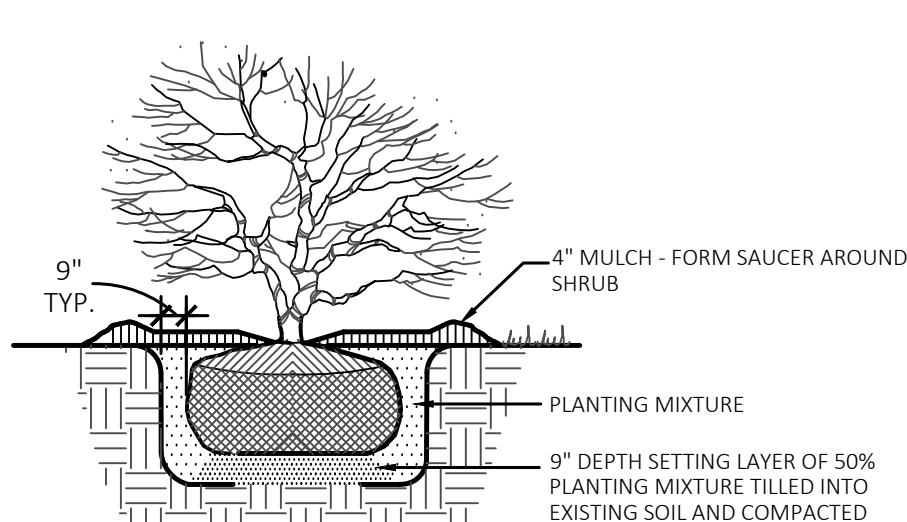 9"
TYP.
4" MULCH - FORM SAUCER AROUND
SHRUB
PLANTING MIXTURE
9" DEPTH SETTING LAYER OF 50%
PLANTING MIXTURE TILLED INTO
EXISTING SOIL AND COMPACTED